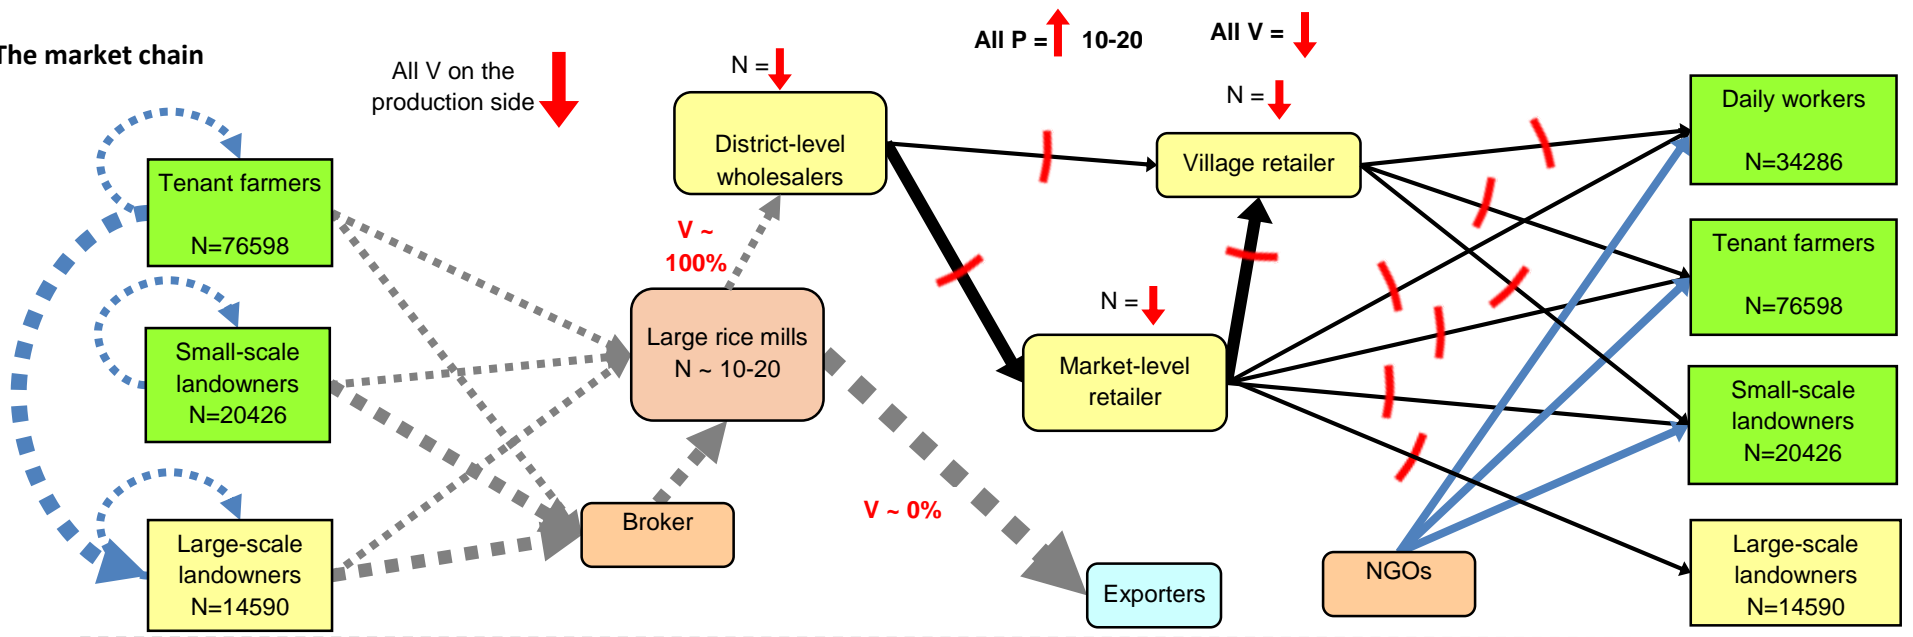 The market chain
All V on the
production side
N =
All P = 10-20
All V =
N =
N =
Tenant farmers
N=76598
Small-scale
landowners
N=20426
Large-scale
landowners
N=14590
District-level
wholesalers
V ~
100%
Large rice mills
N ~ 10-20
Broker
V ~ 0%
Exporters
Village retailer
Market-level
retailer
NGOs
Daily workers
N=34286
Tenant farmers
N=76598
Small-scale
landowners
N=20426
Large-scale
landowners
N=14590